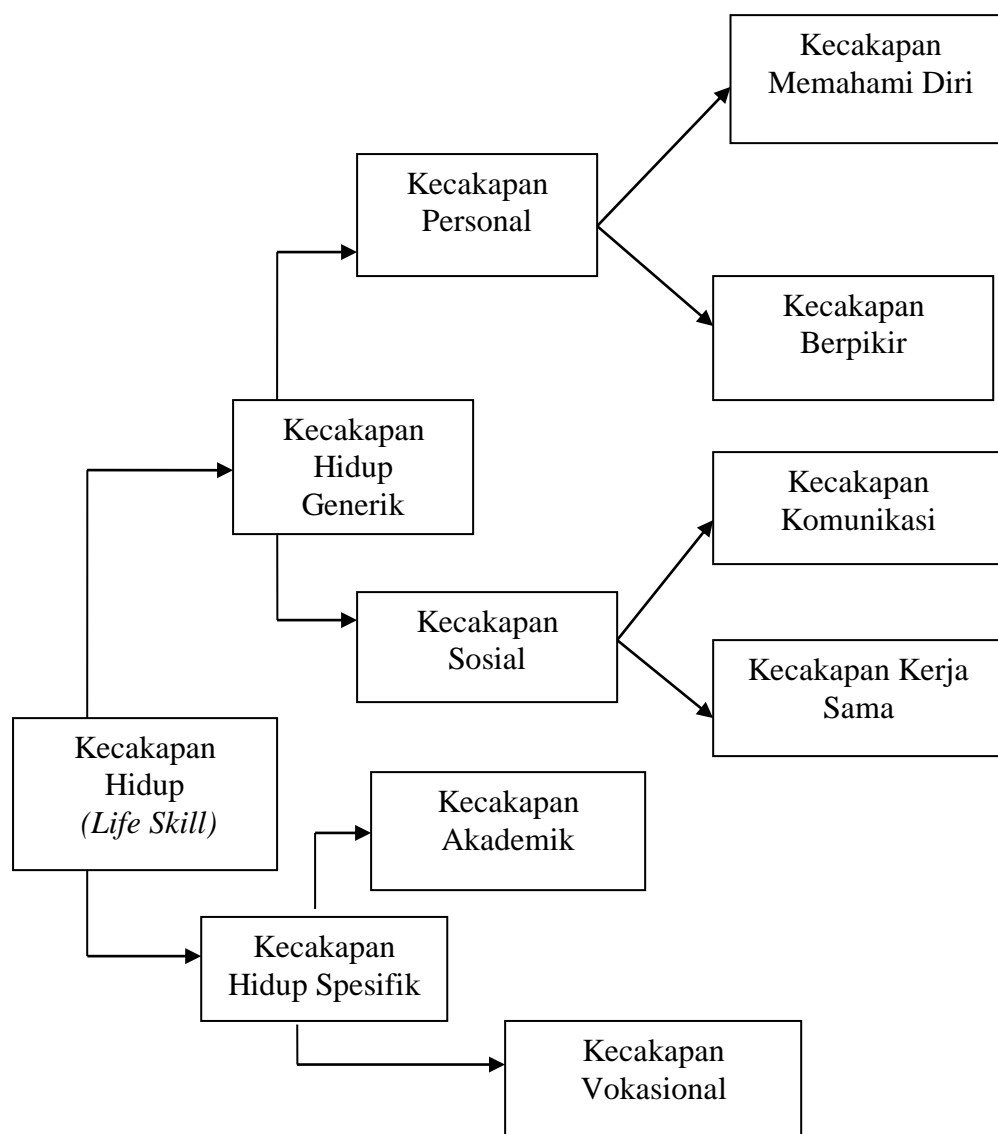 Kecakapan
Memahami Diri
Kecakapan
Personal
Kecakapan
Berpikir
Kecakapan
Hidup
Generik
Kecakapan
Komunikasi
Kecakapan
Sosial
Kecakapan Kerja
Sama
Kecakapan
Hidup
(Life Skill)
Kecakapan
Akademik
Kecakapan
Hidup Spesifik
Kecakapan
Vokasional